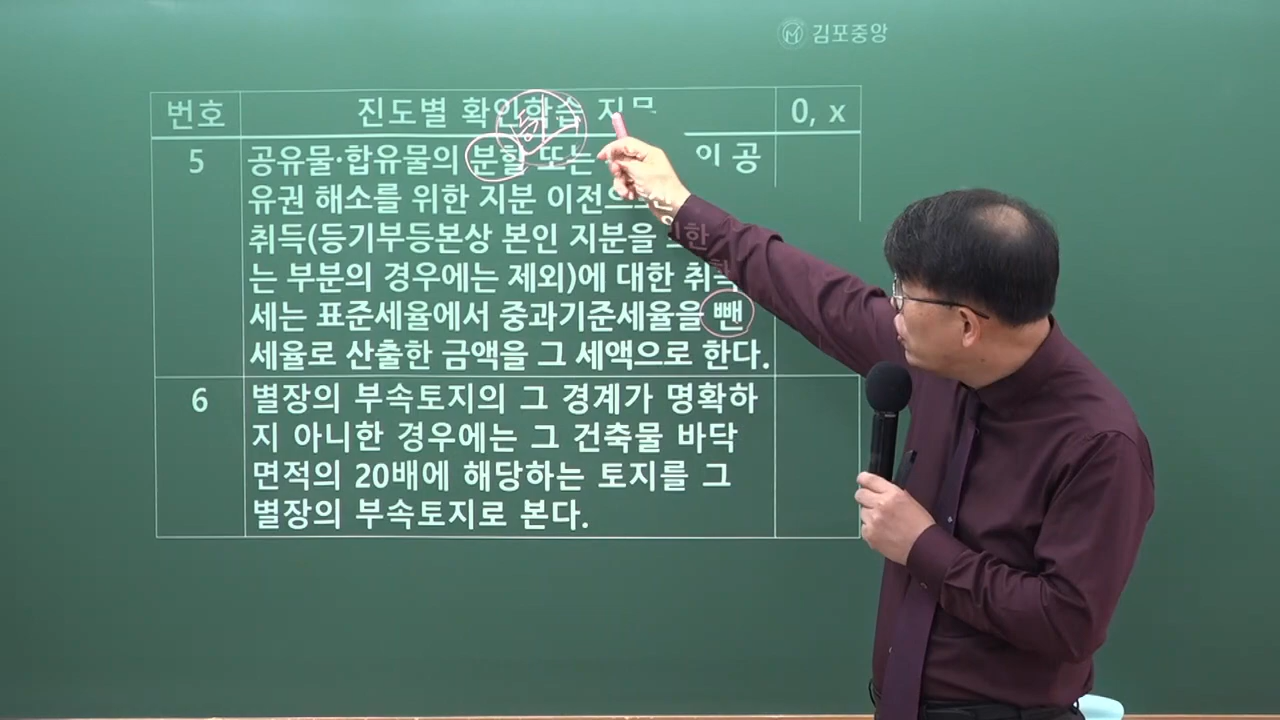 김포중앙
번호 진도별 확인학습 지문 O, x
5 공유물·합유물의 분할 또는 이 공
유권 해소를 위한 지분 이전으로
취득(등기부등본상 본인 지분을
는 부분의 경우에는 제외)에 대한 취득
세는 표준세율에서 중과기준세율을 뺀
세율로 산출한 금액을 그 세액으로 한다.
6 별장의 부속토지의 그 경계가 명확하
지 아니한 경우에는 그 건축물 바닥
면적의 20배에 해당하는 토지를 그
별장의 부속토지로 본다.